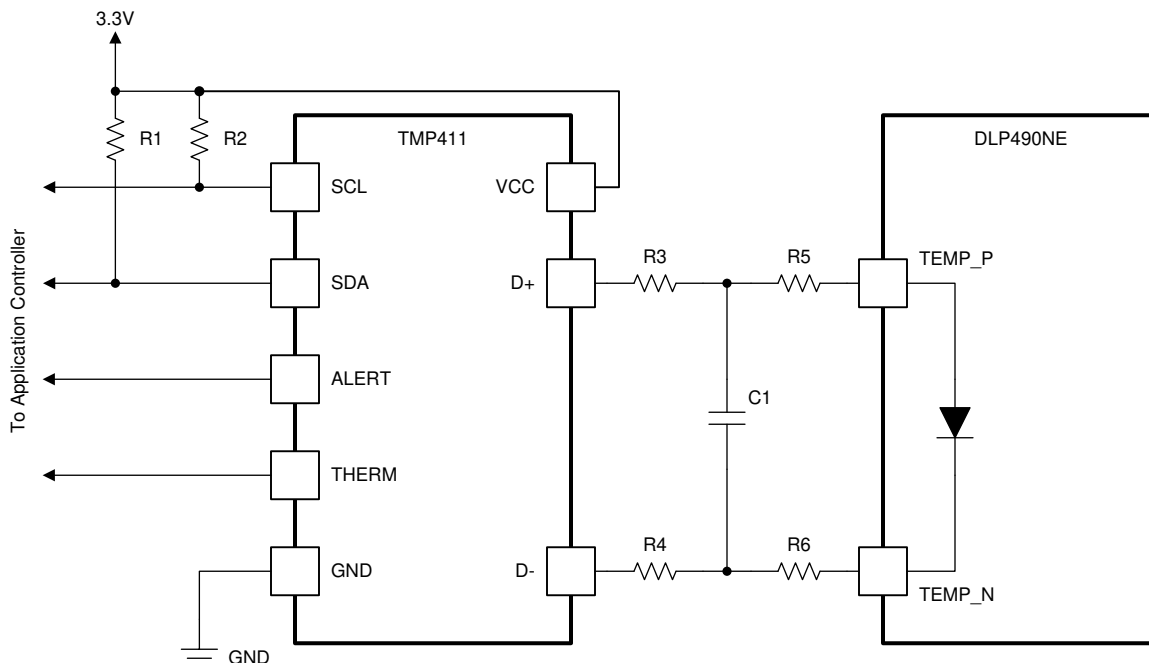 3.3V
R1
R2
TMP411
DLP490NE
SCL
VCC
R3
R5
TEMP_P
SDA
D+
To Application Controller
ALERT
C1
THERM
R4
R6
GND
D-
TEMP_N
GND